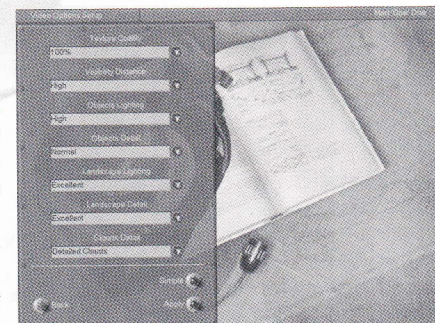 Video Options Setup
Texture Quality
100%
Visibility Distance
High
Objects Lighting
High
Objects Detail
Normal
Landscape Lighting
Excellent
Landscape Detail
Excellent
Clouds Detail
Detailed Clouds
Simple
Back
Apply